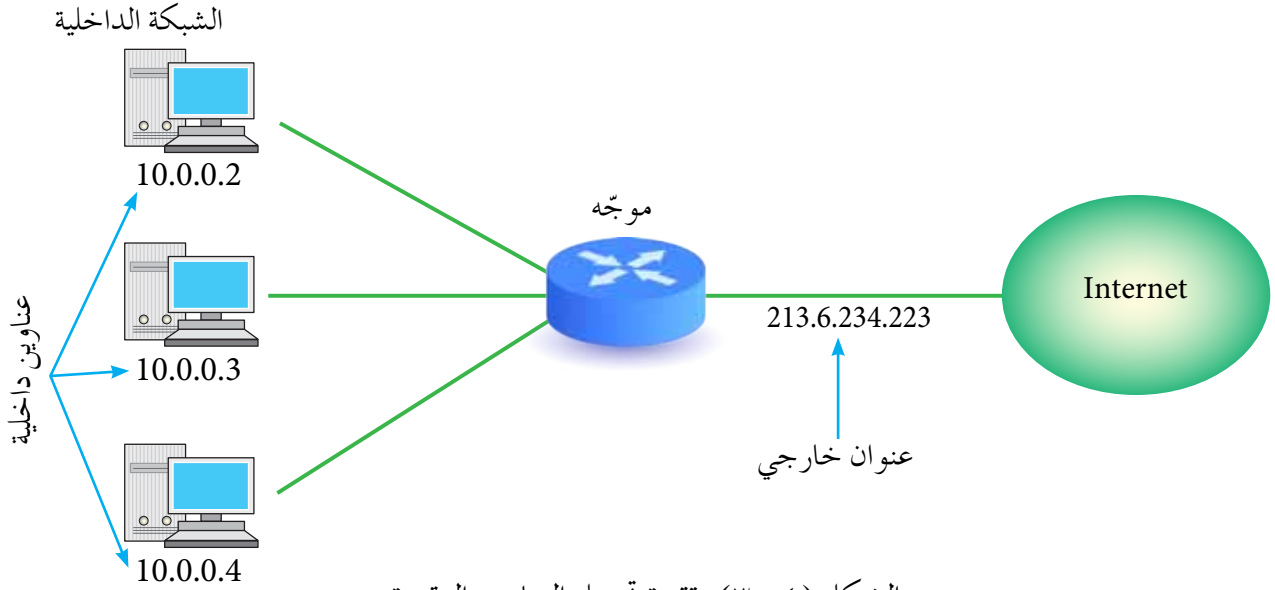 الشبكة الداخلية
10.0.0.2
موجّه
Internet
213.6.234.223
10.0.0.3
عناوين داخلية
عنوان خارجي
10.0.0.4